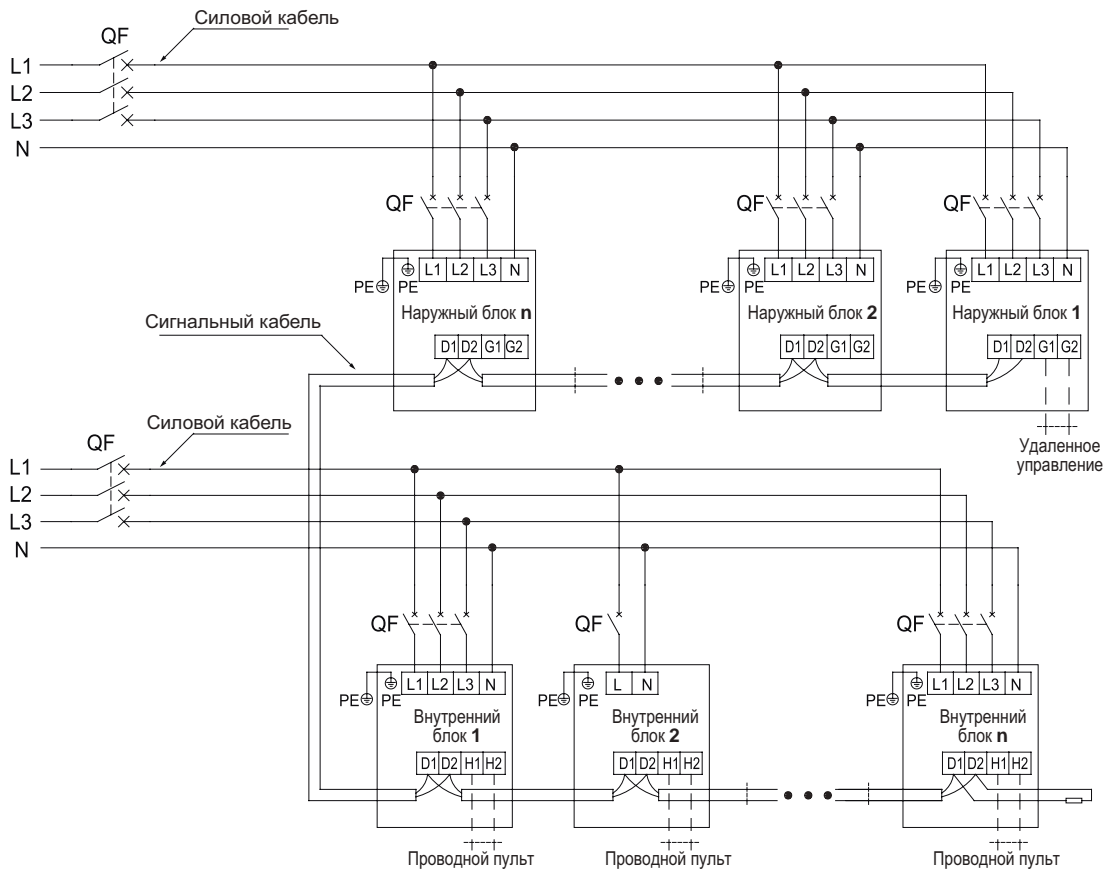 Силовой кабель
QF
L1
L2
L3
N
QF
QF
QF
PE
PE
L1 L2 L3 N
PE
PE
L1 L2 L3 N
PE
PE
L1 L2 L3 N
Наружный блок n
Наружный блок 2
Наружный блок 1
Сигнальный кабель
D1 D2 G1 G2
D1 D2 G1 G2
D1 D2 G1 G2
Удаленное
управление
Силовой кабель
QF
L1
L2
L3
N
QF
QF
QF
PE
PE
L1 L2 L3 N
PE
PE
L N
PE
PE
L1 L2 L3 N
Внутренний
блок 1
Внутренний
блок 2
Внутренний
блок n
D1 D2 H1 H2
D1 D2 H1 H2
D1 D2 H1 H2
Проводной пульт
Проводной пульт
Проводной пульт